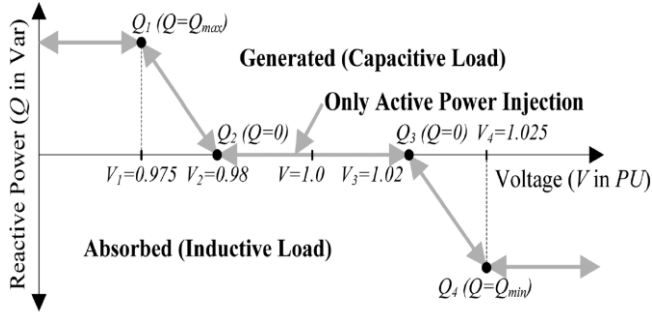 Q1 (Q=Qmax)
Generated (Capacitive Load)
Only Active Power Injection
Q2 (Q=0)
Q3 (Q=0)
V4=1.025
V1=0.975
V2=0.98
V=1.0
V3=1.02
Voltage (V in PU)
Absorbed (Inductive Load)
Q4 (Q=Qmin)
Reactive Power (Q in Var)